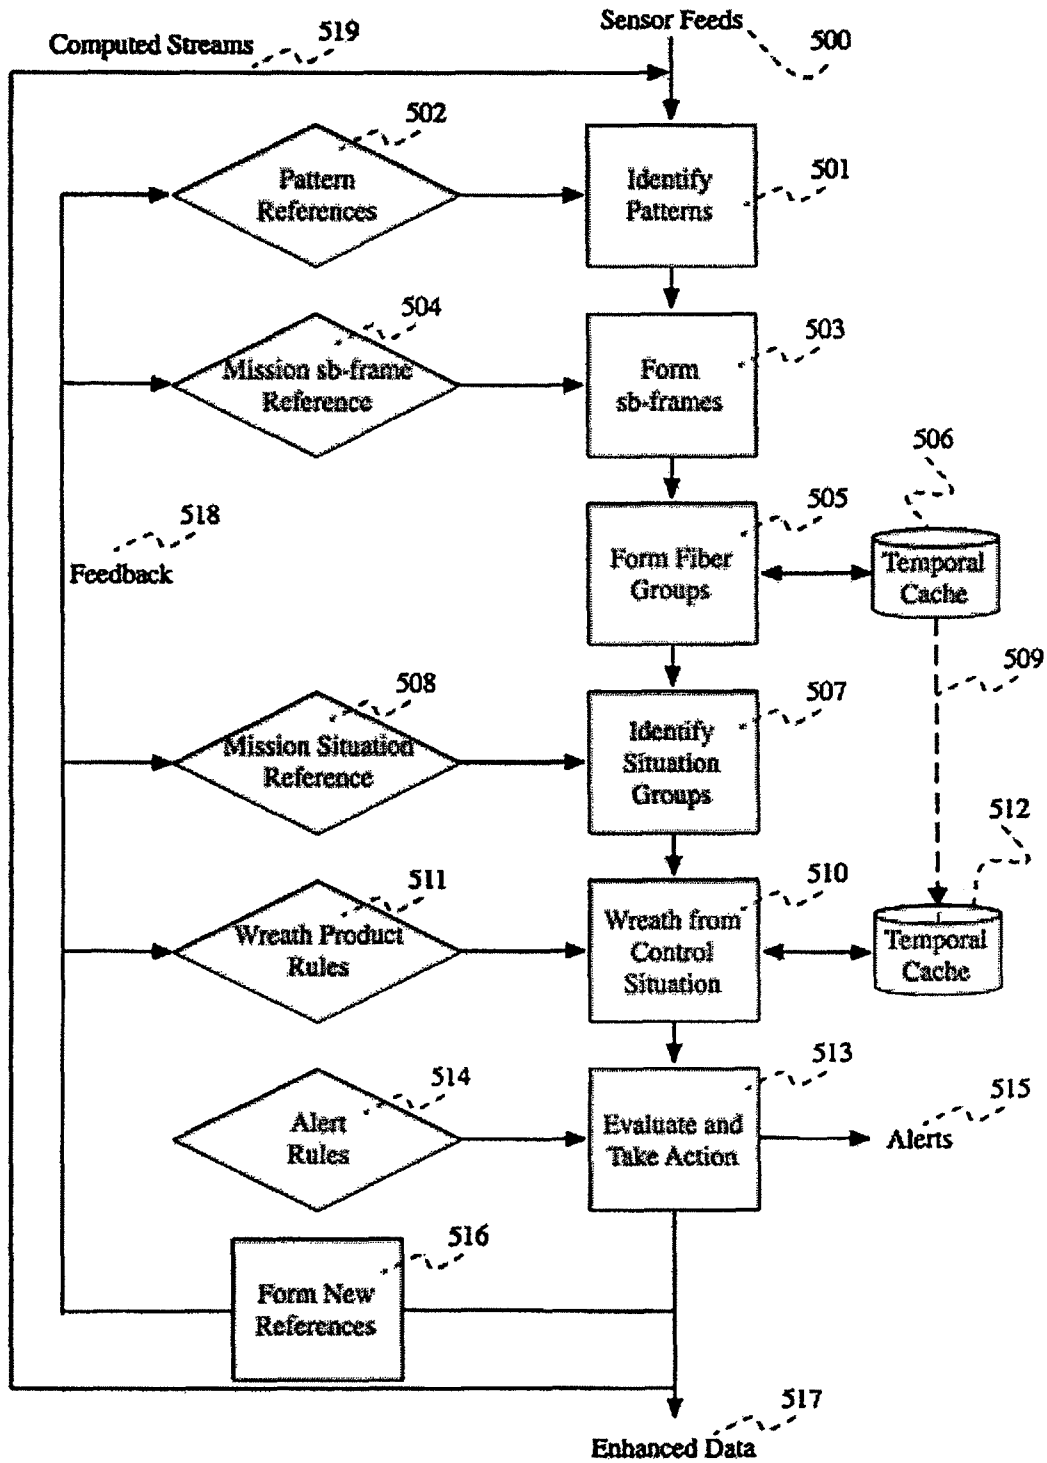 Sensor Feeds
500
Computed Streams
519
502
Pattern
References
Identify
Patterns
501
504
Mission sb-frame
Reference
Form
sb-frames
503
506
518
Feedback
505
Form Fiber
Groups
Temporal
Cache
509
508
Mission Situation
Reference
Identify
Situation
Groups
507
512
511
Wreath Product
Rules
Wreath from
Control
Situation
510
Temporal
Cache
514
Alert
Rules
Evaluate and
Take Action
513
515
Alerts
516
Form New
References
517
Enhanced Data